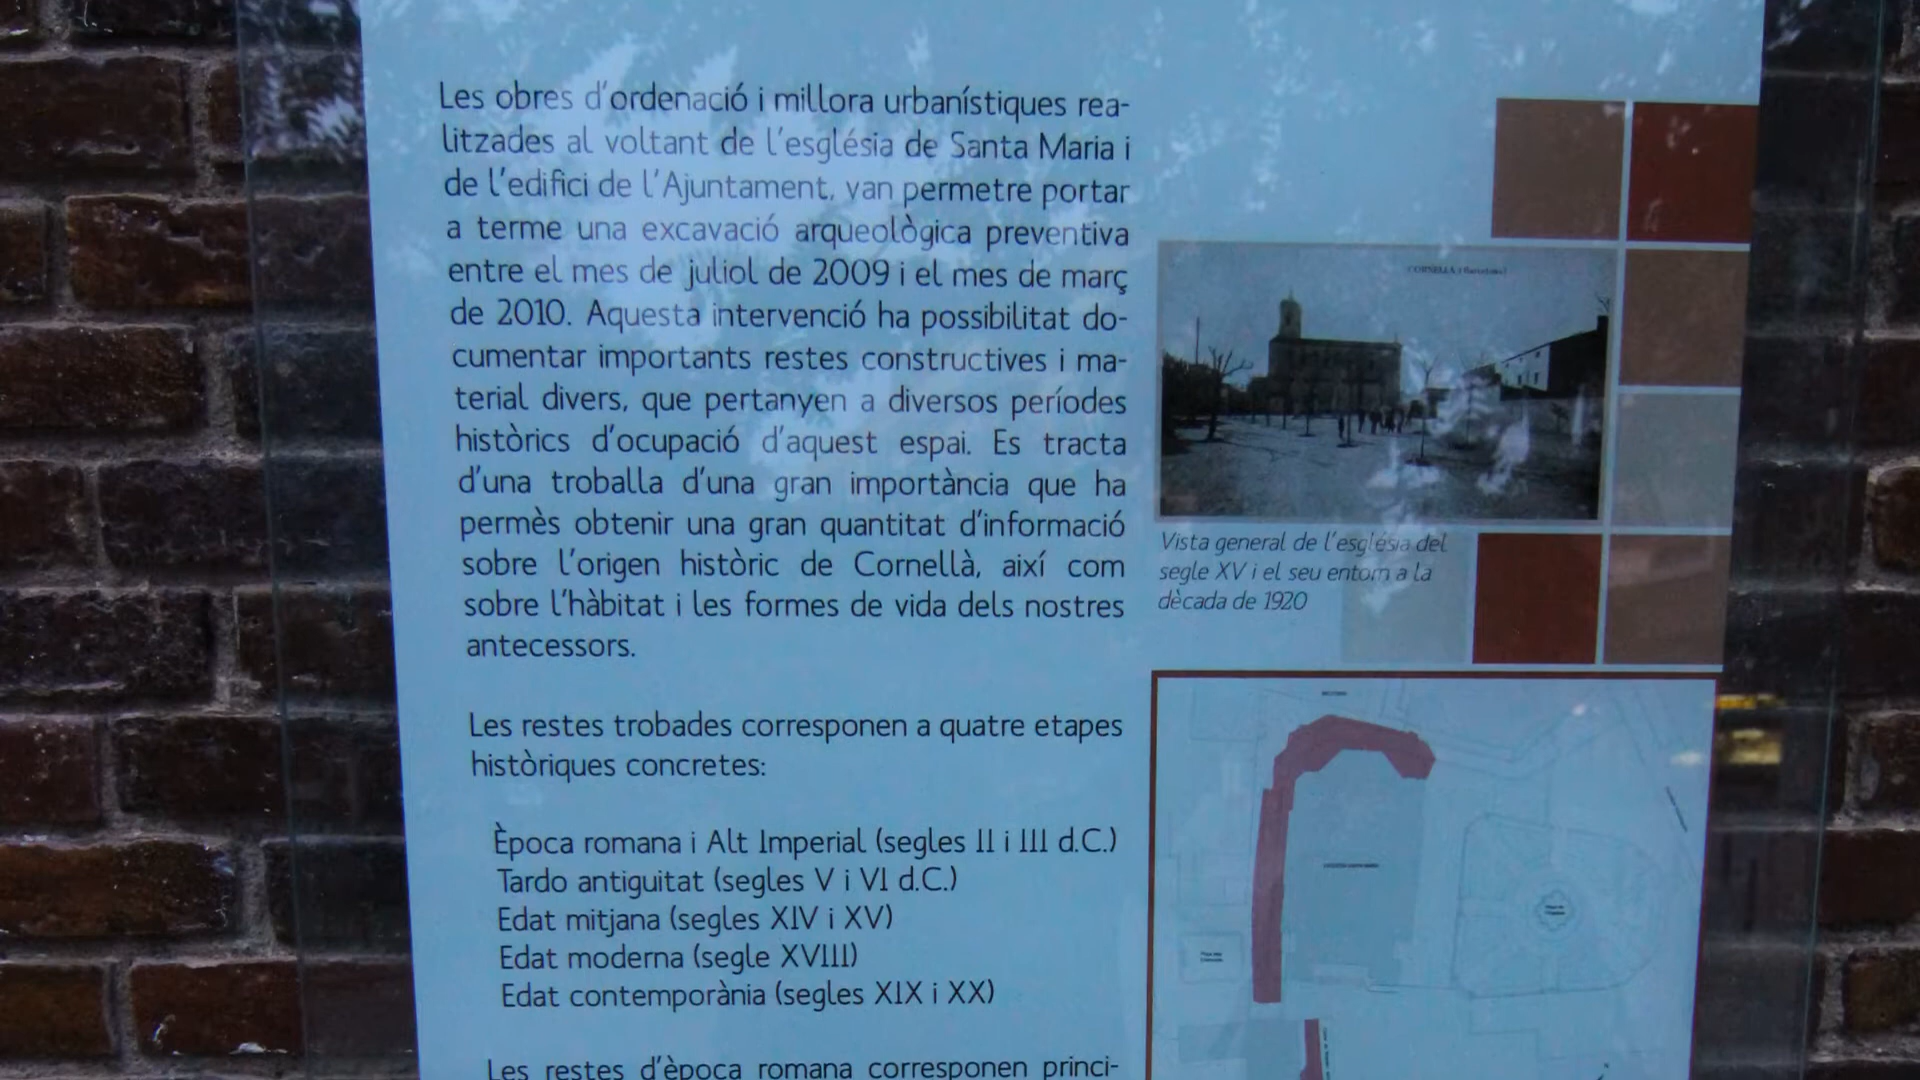 Les obres d'ordenació i millora urbanístiques rea-
litzades al voltant de l'església de Santa Maria i
de l'edifici de l'Ajuntament, van permetre portar
a terme una excavació arqueològica preventiva
entre el mes de juliol de 2009 i el mes de març
de 2010. Aquesta intervenció ha possibilitat do-
cumentar importants restes constructives i ma-
terial divers, que pertanyen a diversos períodes
històrics d'ocupació d'aquest espai. Es tracta
d'una troballa d'una gran importància que ha
permès obtenir una gran quantitat d'informació
sobre l'origen històric de Cornellà, així com
sobre l'hàbitat i les formes de vida dels nostres
antecessors.
Les restes trobades corresponen a quatre etapes
històriques concretes:
Època romana i Alt Imperial (segles II i III d.C.)
Tardo antiguitat (segles V i VI d.C.)
Edat mitjana (segles XIV i XV)
Edat moderna (segle XVIII)
Edat contemporània (segles XIX i XX)
Les restes d'època romana corresponen princi-
CORNELLÀ (Barcelona)
Vista general de l'església del
segle XV i el seu entorn a la
dècada de 1920